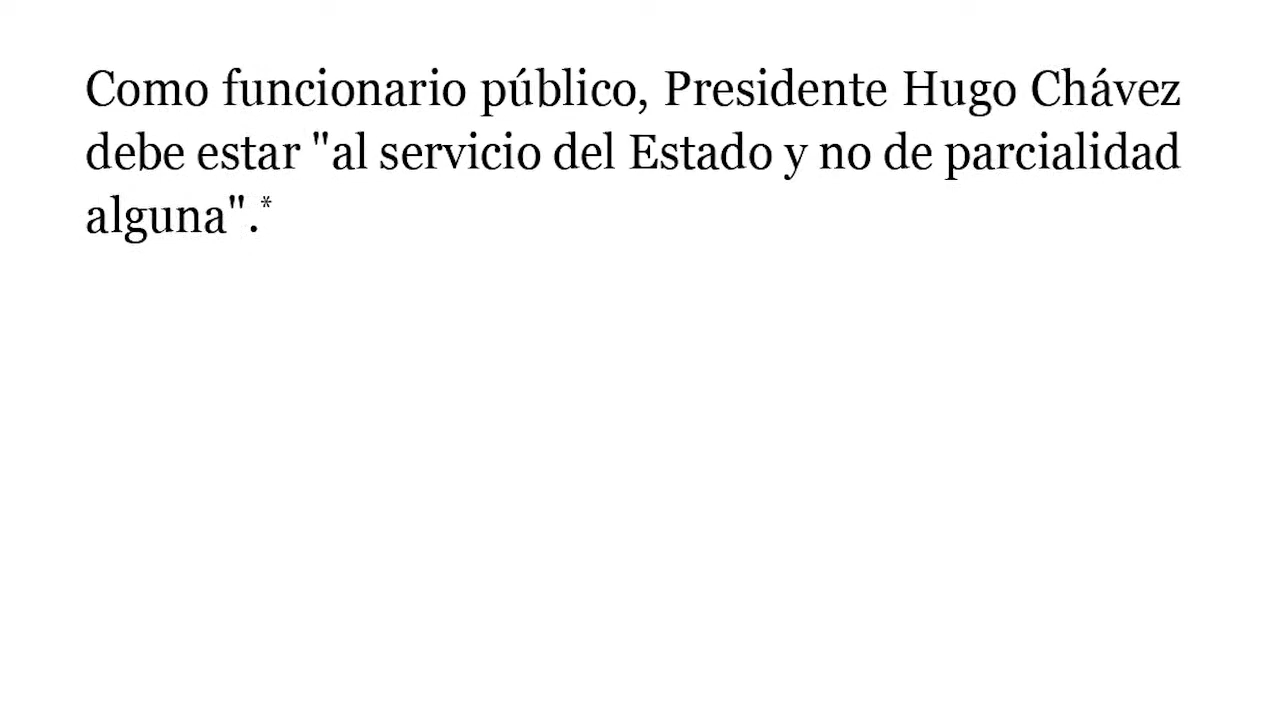 Como funcionario público, Presidente Hugo Chávez
debe estar "al servicio del Estado y no de parcialidad
alguna".*